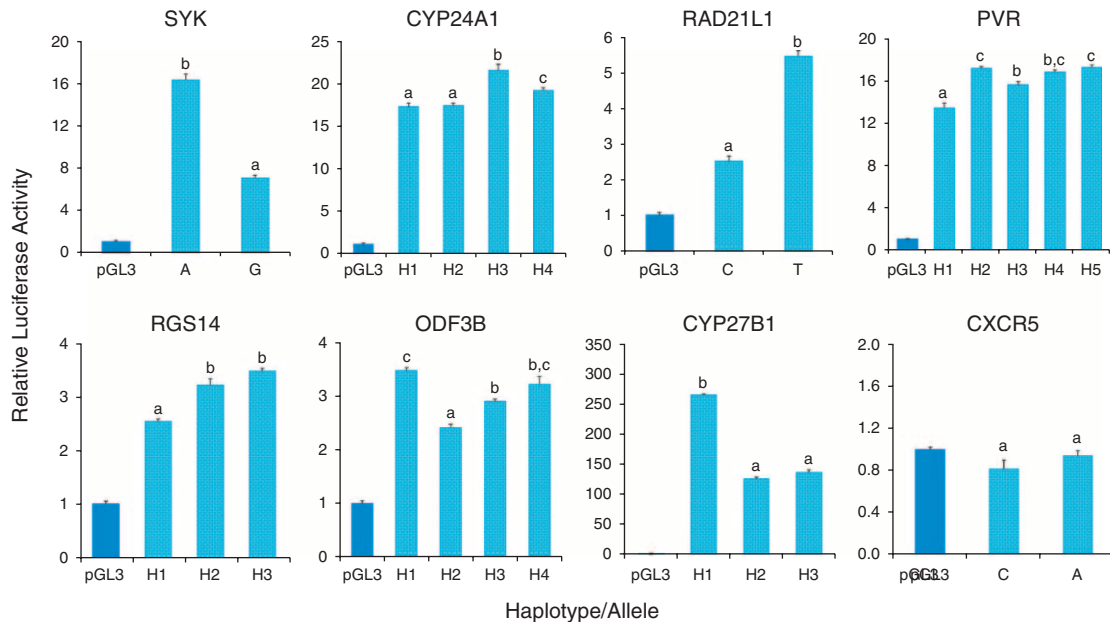 SYK
CYP24A1
RAD21L1
PVR
20
16
12
8
4
0
b
a
pGL3
A
G
25
20
15
10
5
0
a
a
b
c
pGL3
H1
H2
H3
H4
6
5
4
3
2
1
0
a
b
pGL3
C
T
20
16
12
8
4
0
a
c
b
b,c
c
pGL3
H1
H2
H3
H4
H5
Relative Luciferase Activity
RGS14
ODF3B
CYP27B1
CXCR5
4
3
2
1
0
a
b
b
pGL3
H1
H2
H3
4
3
2
1
0
c
a
b
b,c
pGL3
H1
H2
H3
H4
350
300
250
200
150
100
50
0
b
a
a
pGL3
H1
H2
H3
2.0
1.6
1.2
0.8
0.4
0.0
a
a
pGL3
C
A
Haplotype/Allele